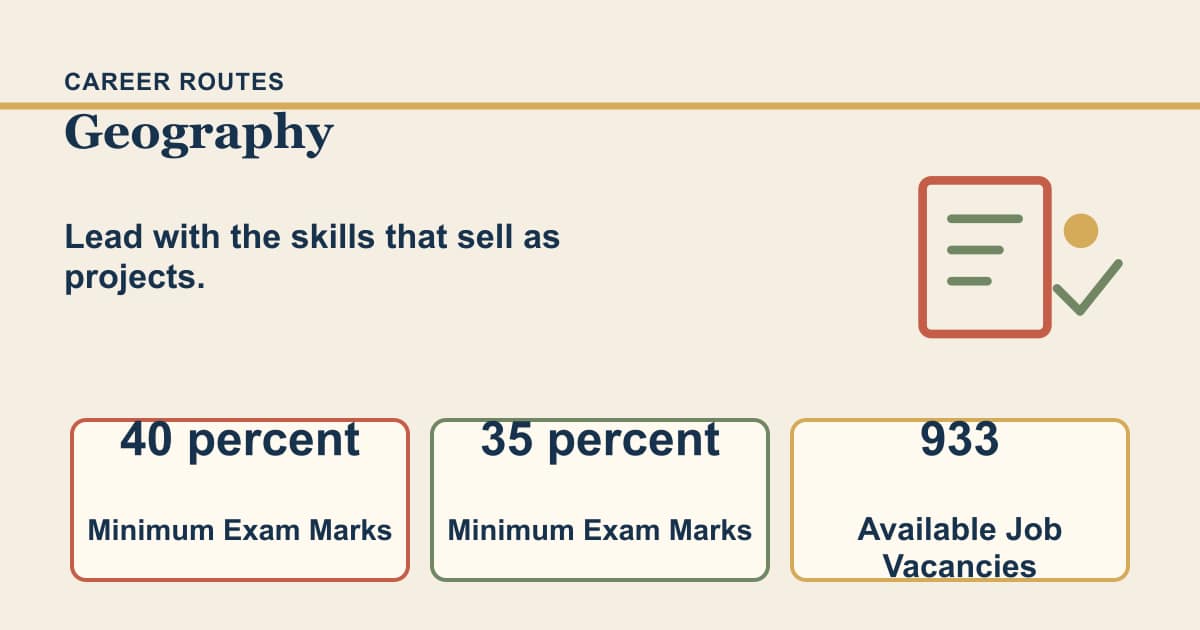 CAREER ROUTES
Geography
Lead with the skills that sell as
projects.
40 percent
Minimum Exam Marks
35 percent
Minimum Exam Marks
933
Available Job
Vacancies